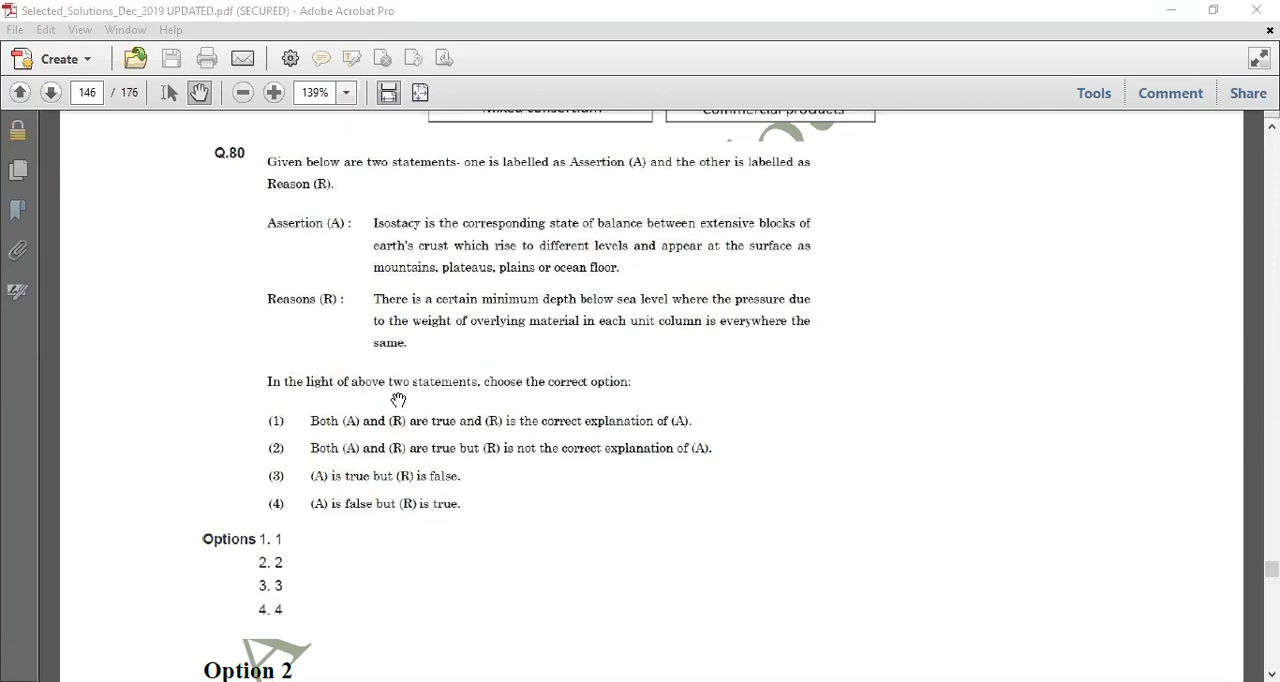 Selected_Solutions_Dec_2019 UPDATED.pdf (SECURED) - Adobe Acrobat Pro
File Edit View Window Help
Create
146 / 176 139% Tools Comment Share
Mixed consortium Commercial products
Q.80
Given below are two statements- one is labelled as Assertion (A) and the other is labelled as
Reason (R).
Assertion (A) : Isostacy is the corresponding state of balance between extensive blocks of
earth's crust which rise to different levels and appear at the surface as
mountains, plateaus, plains or ocean floor.
Reasons (R) : There is a certain minimum depth below sea level where the pressure due
to the weight of overlying material in each unit column is everywhere the
same.
In the light of above two statements, choose the correct option:
(1) Both (A) and (R) are true and (R) is the correct explanation of (A).
(2) Both (A) and (R) are true but (R) is not the correct explanation of (A).
(3) (A) is true but (R) is false.
(4) (A) is false but (R) is true.
Options 1. 1
2. 2
3. 3
4. 4
Option 2